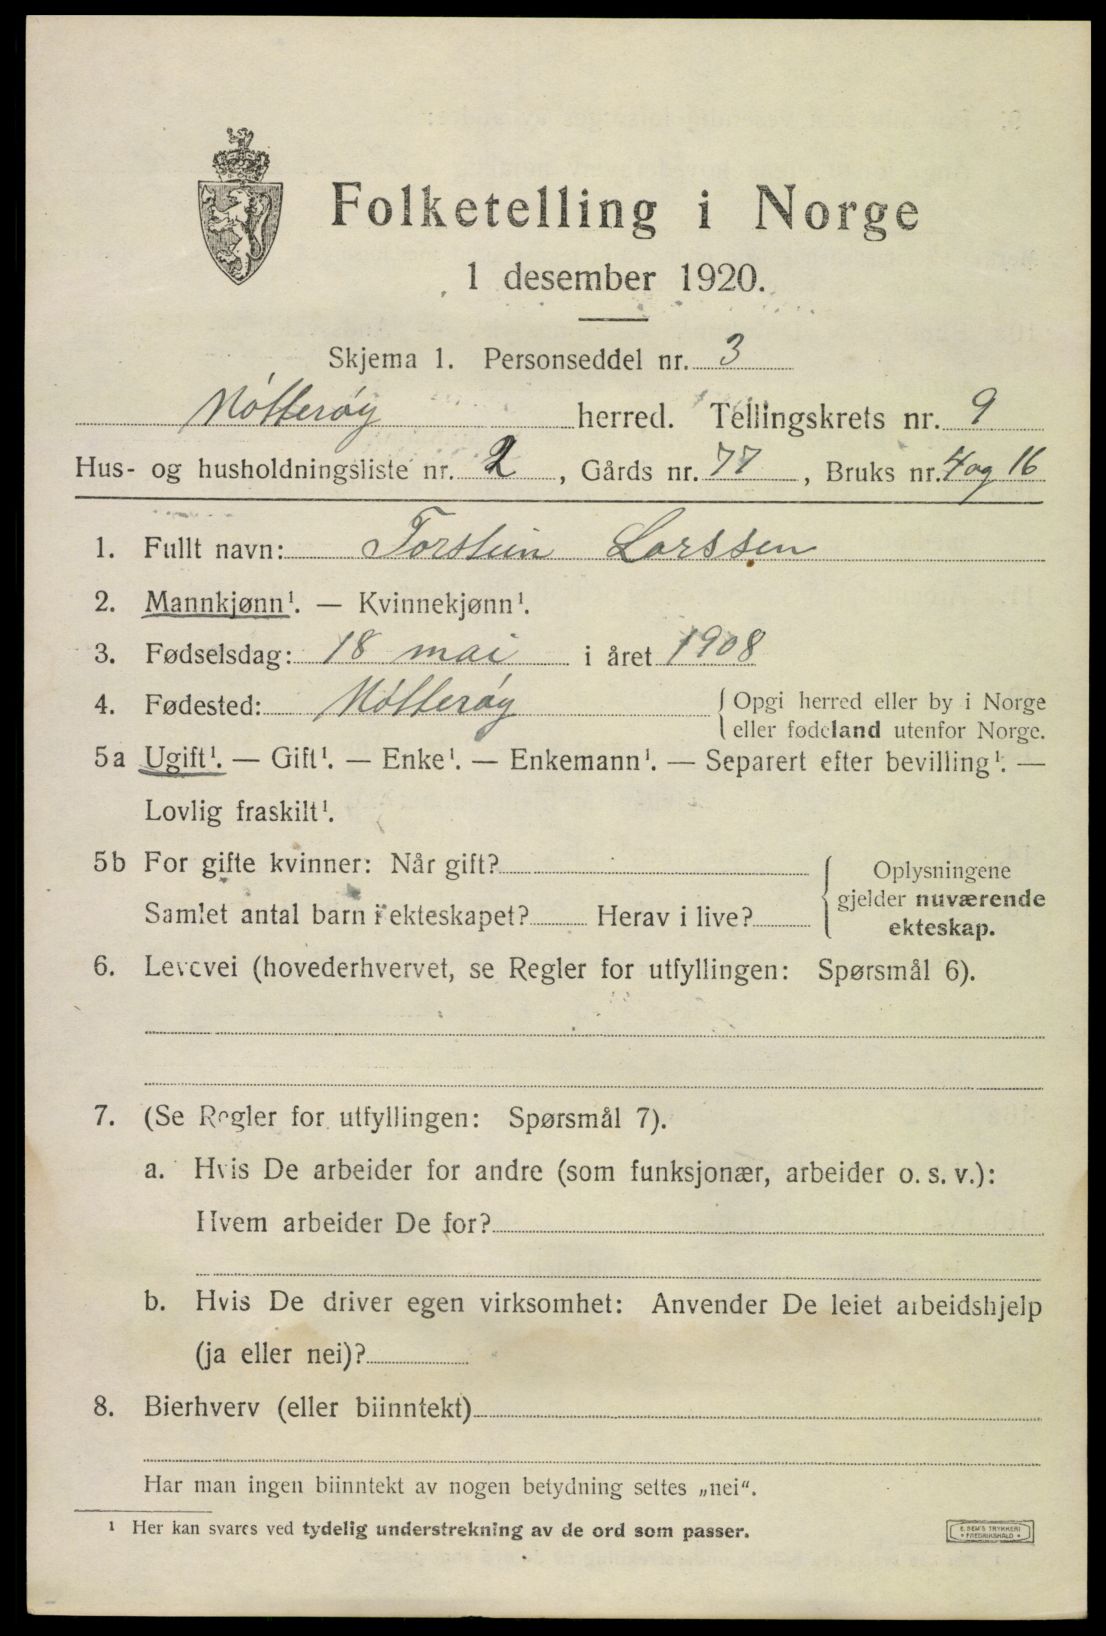 Folketelling i Norge
1 desember 1920.
Skjema 1. Personseddel nr. 3
Nøtterøy herred. Tellingskrets nr. 9
Hus- og husholdningsliste nr. 2, Gårds nr. 77, Bruks nr. 4 og 16
1. Fullt navn: Torstein Larssen
2. Mannkjønn¹. — Kvinnekjønn¹.
3. Fødselsdag: 18 mai i året 1908
4. Fødested: Nøtterøy { Opgi herred eller by i Norge
eller fødeland utenfor Norge.
5a Ugift¹. — Gift¹. — Enke¹. — Enkemann¹. — Separert efter bevilling¹. —
Lovlig fraskilt¹.
5b For gifte kvinner: Når gift?
Samlet antal barn i ekteskapet? Herav i live?
Oplysningene
gjelder nuværende
ekteskap.
6. Levevei (hovederhvervet, se Regler for utfyllingen: Spørsmål 6).
7. (Se Regler for utfyllingen: Spørsmål 7).
a. Hvis De arbeider for andre (som funksjonær, arbeider o. s. v.):
Hvem arbeider De for?
b. Hvis De driver egen virksomhet: Anvender De leiet arbeidshjelp
(ja eller nei)?
8. Bierhverv (eller biinntekt)
Har man ingen biinntekt av nogen betydning settes „nei“.
¹ Her kan svares ved tydelig understrekning av de ord som passer.
E. SEM'S TRYKKERI
FREDRIKSHALD